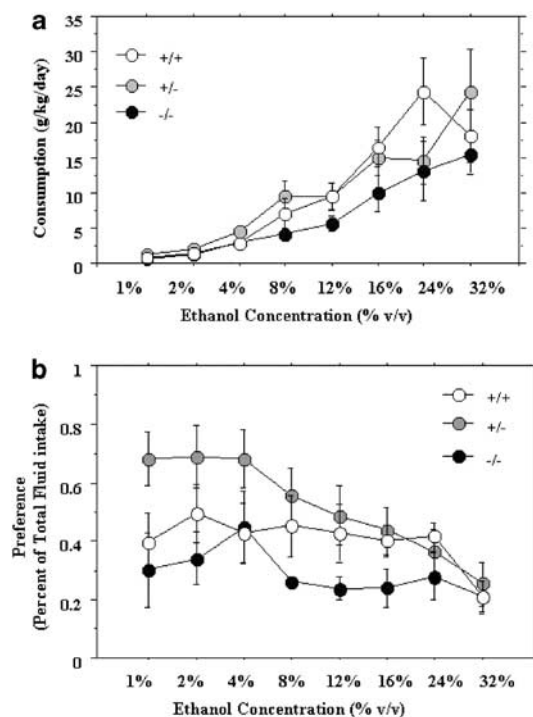 a
35
30
25
20
15
10
5
0
Consumption (g/kg/day)
+/+
+/-
-/-
1% 2% 4% 8% 12% 16% 24% 32%
Ethanol Concentration (% v/v)
b
1
0.8
0.6
0.4
0.2
0
Preference
(Percent of Total Fluid intake)
+/+
+/-
-/-
1% 2% 4% 8% 12% 16% 24% 32%
Ethanol Concentration (% v/v)